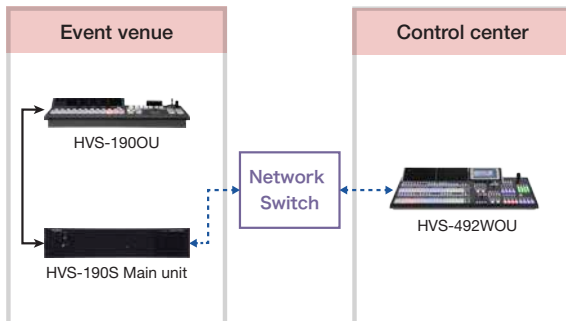 Event venue
Control center
HVS-190OU
Network
Switch
HVS-492WOU
HVS-190S Main unit